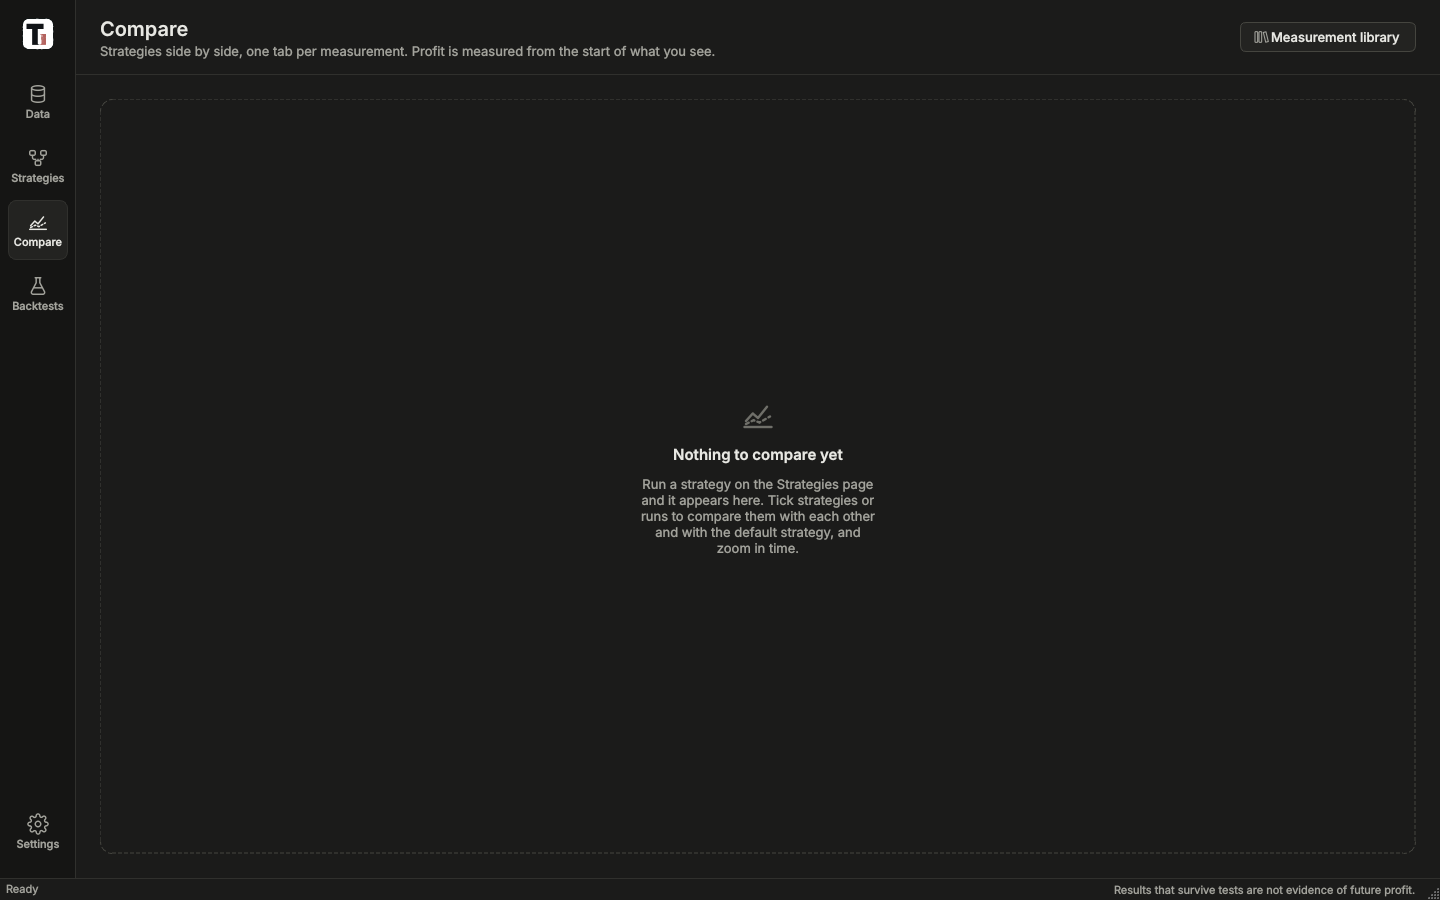 Ti
Compare
Strategies side by side, one tab per measurement. Profit is measured from the start of what you see.
Measurement library
Data
Strategies
Compare
Backtests
Nothing to compare yet
Run a strategy on the Strategies page
and it appears here. Tick strategies or
runs to compare them with each other
and with the default strategy, and
zoom in time.
Settings
Ready
Results that survive tests are not evidence of future profit.